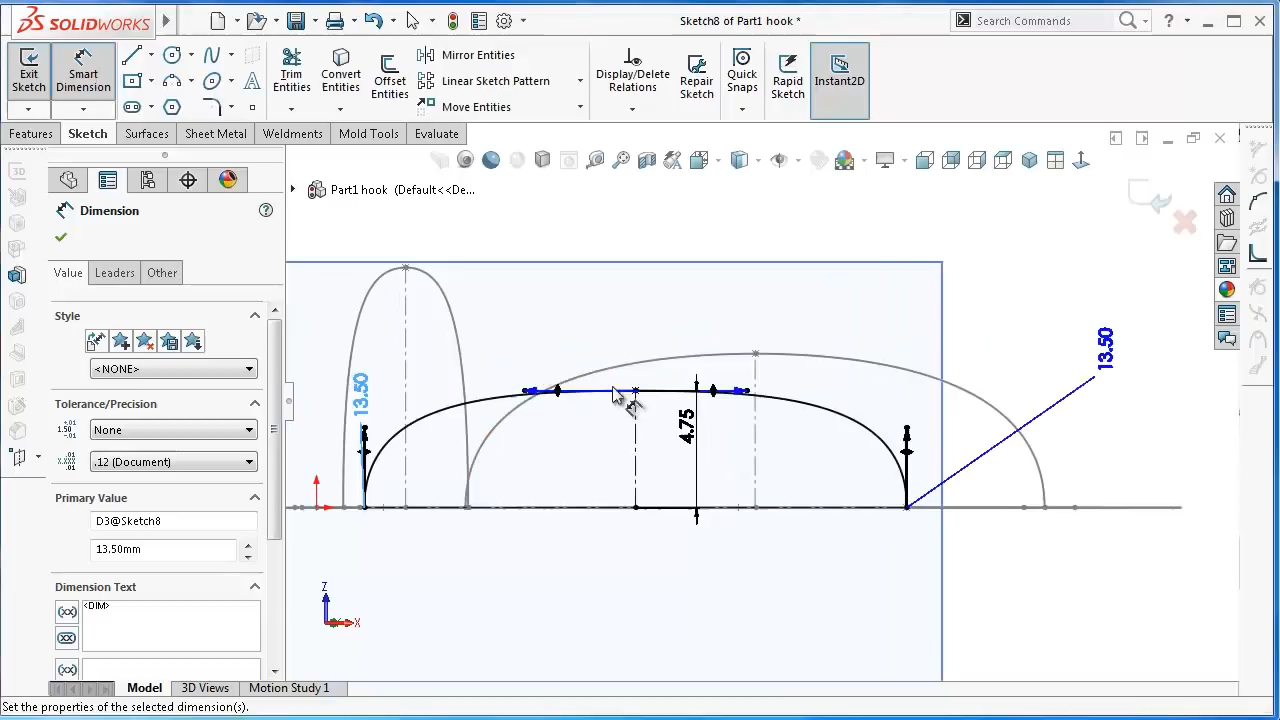 SOLIDWORKS
Sketch8 of Part1 hook *
Search Commands
?
Exit Sketch
Smart Dimension
Trim Entities
Convert Entities
Offset Entities
Mirror Entities
Linear Sketch Pattern
Move Entities
Display/Delete Relations
Repair Sketch
Quick Snaps
Rapid Sketch
Instant2D
Features
Sketch
Surfaces
Sheet Metal
Weldments
Mold Tools
Evaluate
Part1 hook (Default<<De...
Dimension
Value
Leaders
Other
Style
<NONE>
Tolerance/Precision
None
.12 (Document)
Primary Value
D3@Sketch8
13.50mm
Dimension Text
<DIM>
13.50
4.75
13.50
Z
X
Model
3D Views
Motion Study 1
Set the properties of the selected dimension(s).